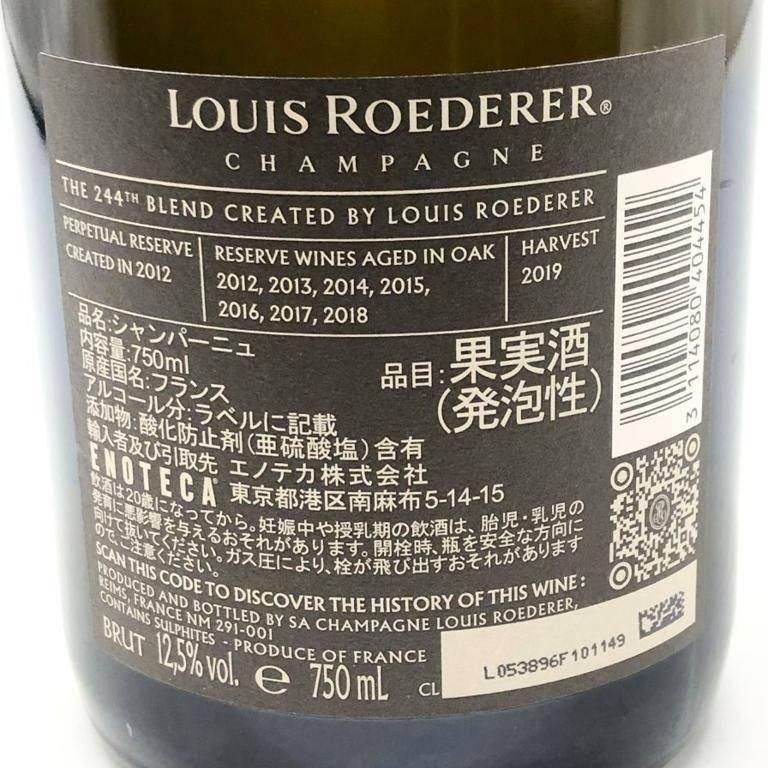 LOUIS ROEDERER®
CHAMPAGNE
THE 244TH BLEND CREATED BY LOUIS ROEDERER
PERPETUAL RESERVE
CREATED IN 2012
RESERVE WINES AGED IN OAK
2012, 2013, 2014, 2015,
2016, 2017, 2018
HARVEST
2019
品名:シャンパーニュ
内容量:750ml
原産国名:フランス
アルコール分:ラベルに記載
添加物:酸化防止剤(亜硫酸塩)含有
輸入者及び引取先 エノテカ株式会社
ENOTECA 東京都港区南麻布5-14-15
品目:果実酒
(発泡性)
飲酒は20歳になってから。妊娠中や授乳期の飲酒は、胎児・乳児の
発育に悪影響を与えるおそれがあります。開栓時、瓶を安全な方向に
向けて抜いてください。ガス圧により、栓が飛び出すおそれがあります
のでご注意ください。
SCAN THIS CODE TO DISCOVER THE HISTORY OF THIS WINE:
PRODUCED AND BOTTLED BY SA CHAMPAGNE LOUIS ROEDERER,
REIMS, FRANCE NM 291-001
CONTAINS SULPHITES - PRODUCE OF FRANCE
BRUT 12,5% vol. e 750 mL CL
L053896F101149
3 114080 404454